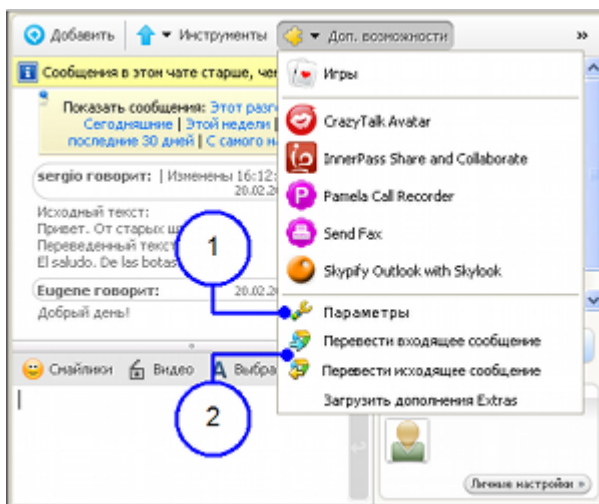 Добавить Инструменты Доп. возможности »
Сообщения в этом чате старше, че
Показать сообщения: Этот разг
Сегодняшние | Этой недели |
последние 30 дней | С самого н
sergio говорит: | Изменены 16:12:
20.02.2
Исходный текст:
Привет. От старых ш
Переведенный текст
El saludo. De las botas
Eugene говорит: 20.02.2
Добрый день!
Игры
CrazyTalk Avatar
InnerPass Share and Collaborate
Pamela Call Recorder
Send Fax
Skypify Outlook with Skylook
Параметры
Перевести входящее сообщение
Перевести исходящее сообщение
Загрузить дополнения Extras
1
2
Смайлики Видео Выбра
Личные настройки »